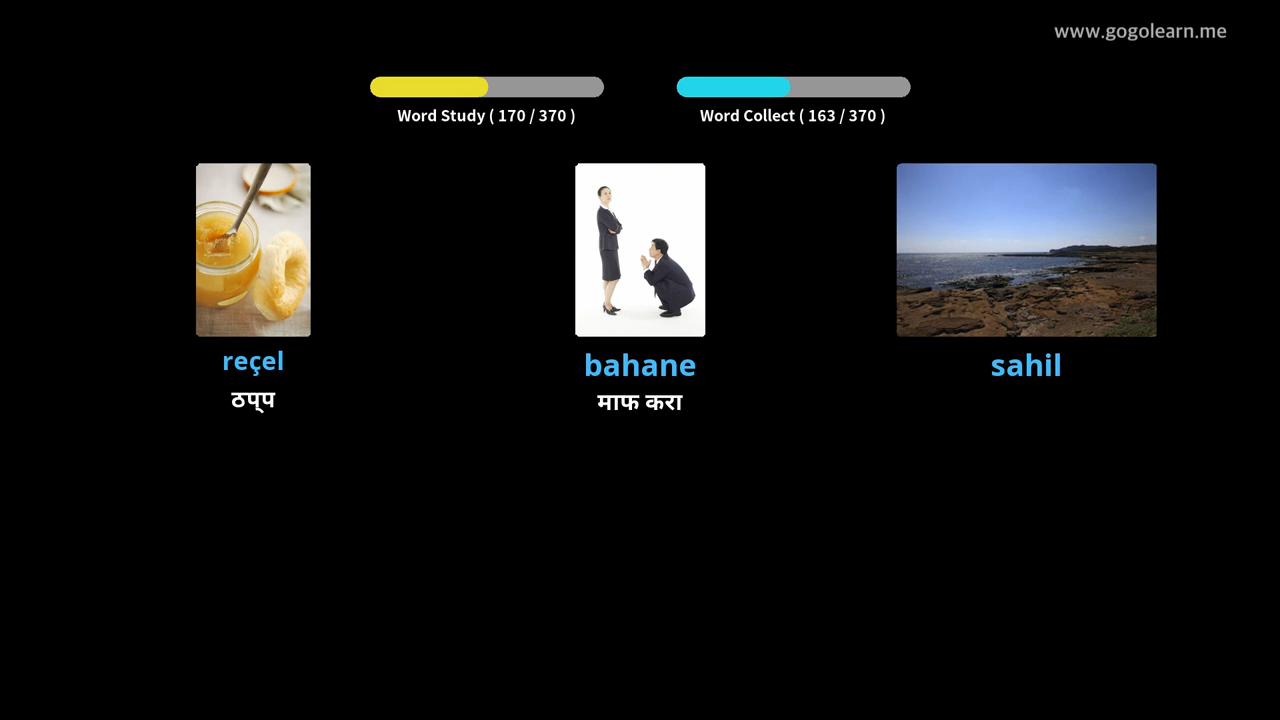 www.gogolearn.me
Word Study ( 170 / 370 )
Word Collect ( 163 / 370 )
reçel
bahane
sahil
ठप्प
माफ करा